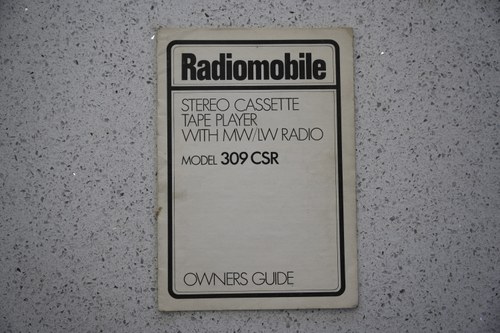 Radiomobile
STEREO CASSETTE
TAPE PLAYER
WITH MW/LW RADIO
MODEL 309 CSR
OWNERS GUIDE